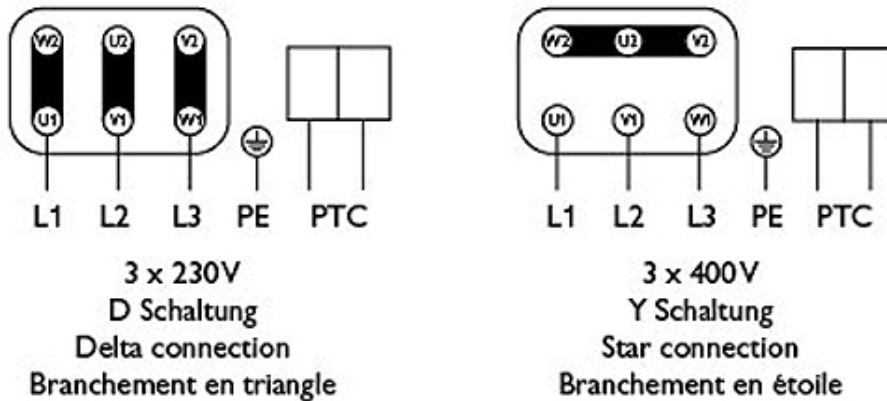 W2 U2 V2
U1 V1 W1
L1 L2 L3 PE PTC
3 x 230V
D Schaltung
Delta connection
Branchement en triangle
W2 U2 V2
U1 V1 W1
L1 L2 L3 PE PTC
3 x 400V
Y Schaltung
Star connection
Branchement en étoile